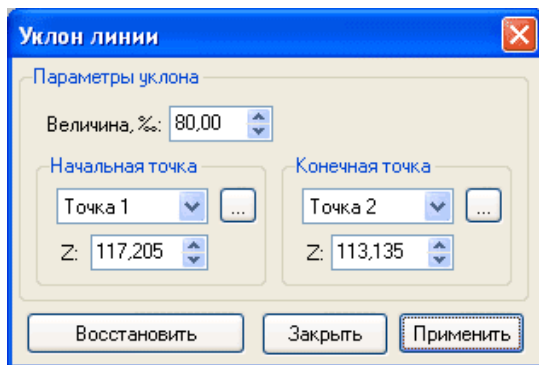 Уклон линии
Параметры уклона
Величина, ‰: 80,00
Начальная точка
Точка 1 ...
Z: 117,205
Конечная точка
Точка 2 ...
Z: 113,135
Восстановить Закрыть Применить